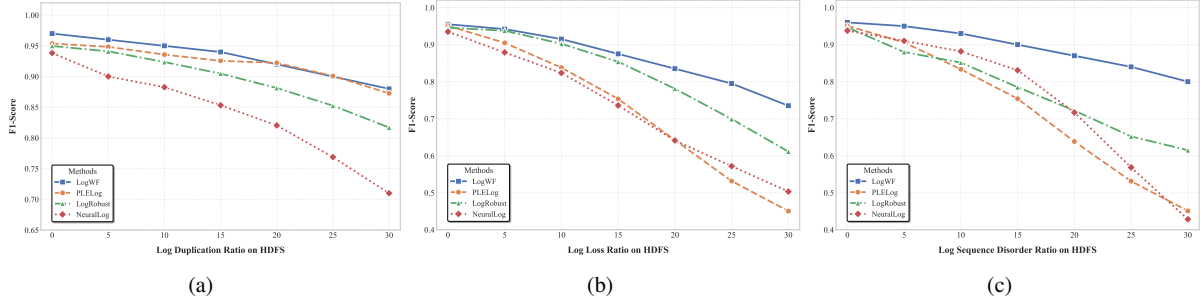 1.00
0.95
0.90
0.85
0.80
0.75
0.70
0.65
F1-Score
Methods
LogWF
PLELog
LogRobust
NeuralLog
0 5 10 15 20 25 30
Log Duplication Ratio on HDFS
(a)
1.0
0.9
0.8
0.7
0.6
0.5
0.4
F1-Score
Methods
LogWF
PLELog
LogRobust
NeuralLog
0 5 10 15 20 25 30
Log Loss Ratio on HDFS
(b)
1.0
0.9
0.8
0.7
0.6
0.5
0.4
F1-Score
Methods
LogWF
PLELog
LogRobust
NeuralLog
0 5 10 15 20 25 30
Log Sequence Disorder Ratio on HDFS
(c)